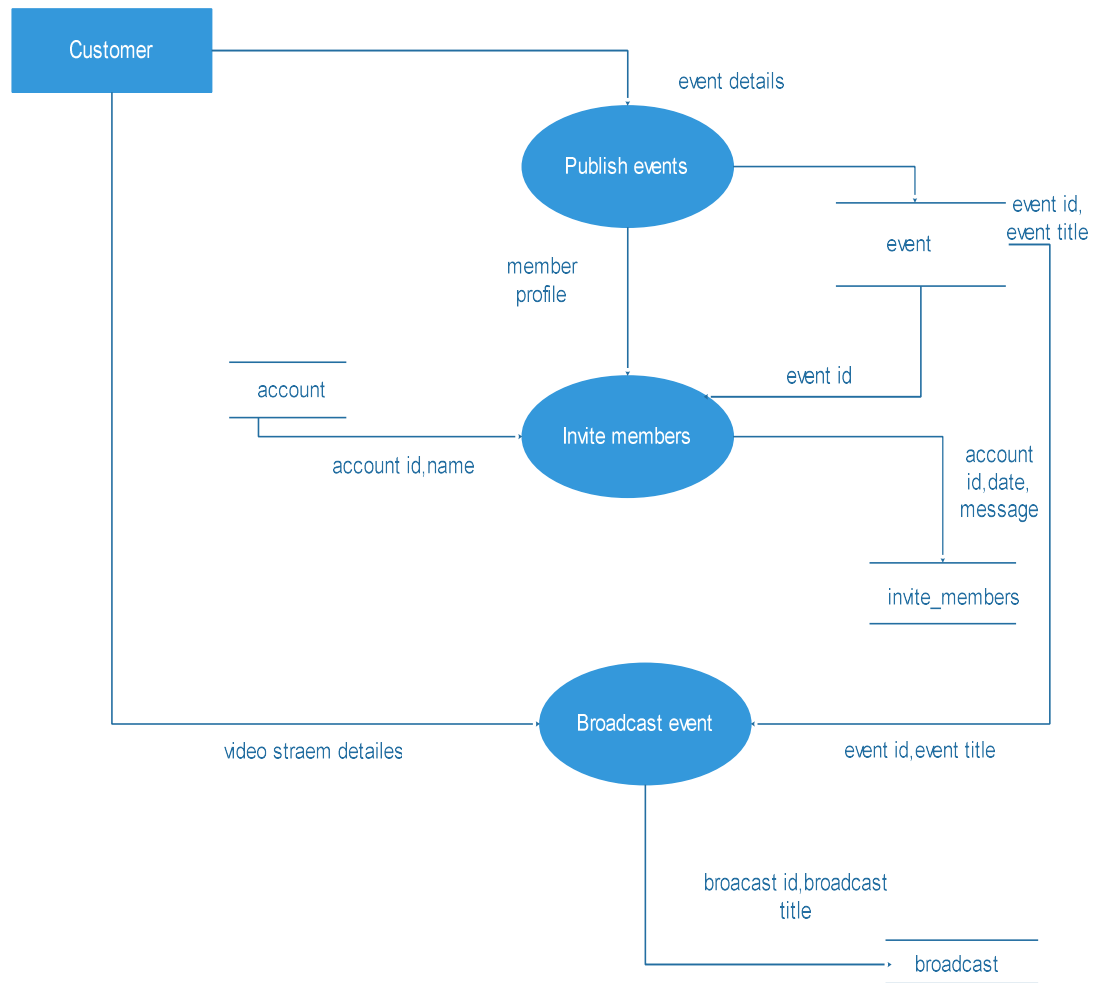 Customer
event details
Publish events
event id,
event title
event
member
profile
event id
account
Invite members
account id,name
account
id,date,
message
invite_members
Broadcast event
video straem detailes
event id,event title
broacast id,broadcast
title
broadcast